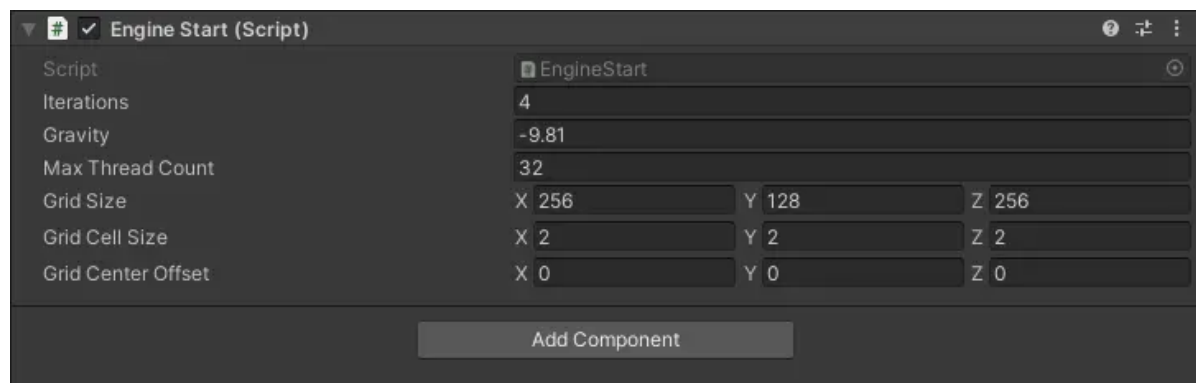 # Engine Start (Script)
Script # EngineStart
Iterations 4
Gravity -9.81
Max Thread Count 32
Grid Size X 256 Y 128 Z 256
Grid Cell Size X 2 Y 2 Z 2
Grid Center Offset X 0 Y 0 Z 0
Add Component